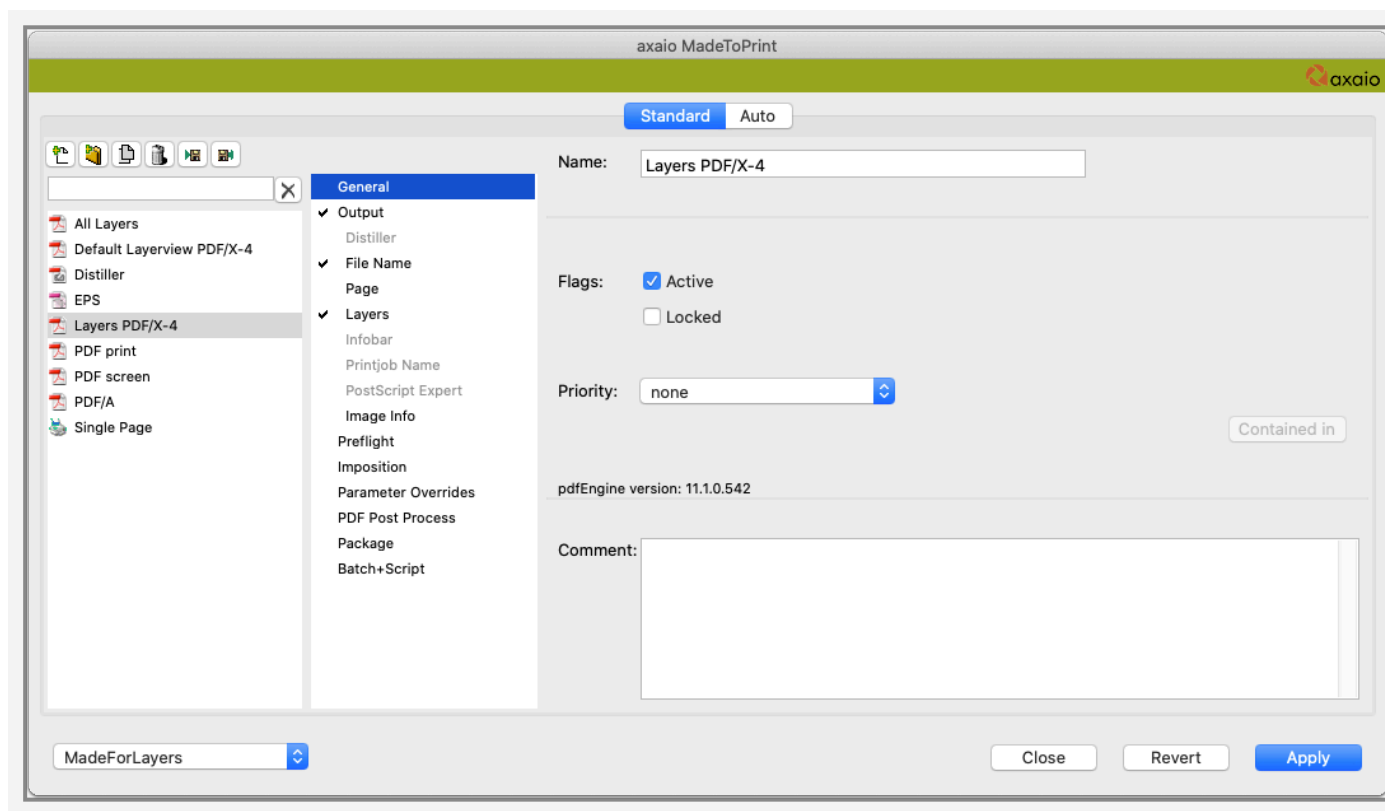 axaio MadeToPrint
axaio
Standard Auto
Name: Layers PDF/X-4
All Layers
Default Layerview PDF/X-4
Distiller
EPS
Layers PDF/X-4
PDF print
PDF screen
PDF/A
Single Page
General
Output
Distiller
File Name
Page
Layers
Infobar
Printjob Name
PostScript Expert
Image Info
Preflight
Imposition
Parameter Overrides
PDF Post Process
Package
Batch+Script
Flags: Active
Locked
Priority: none
Contained in
pdfEngine version: 11.1.0.542
Comment:
MadeForLayers
Close Revert Apply